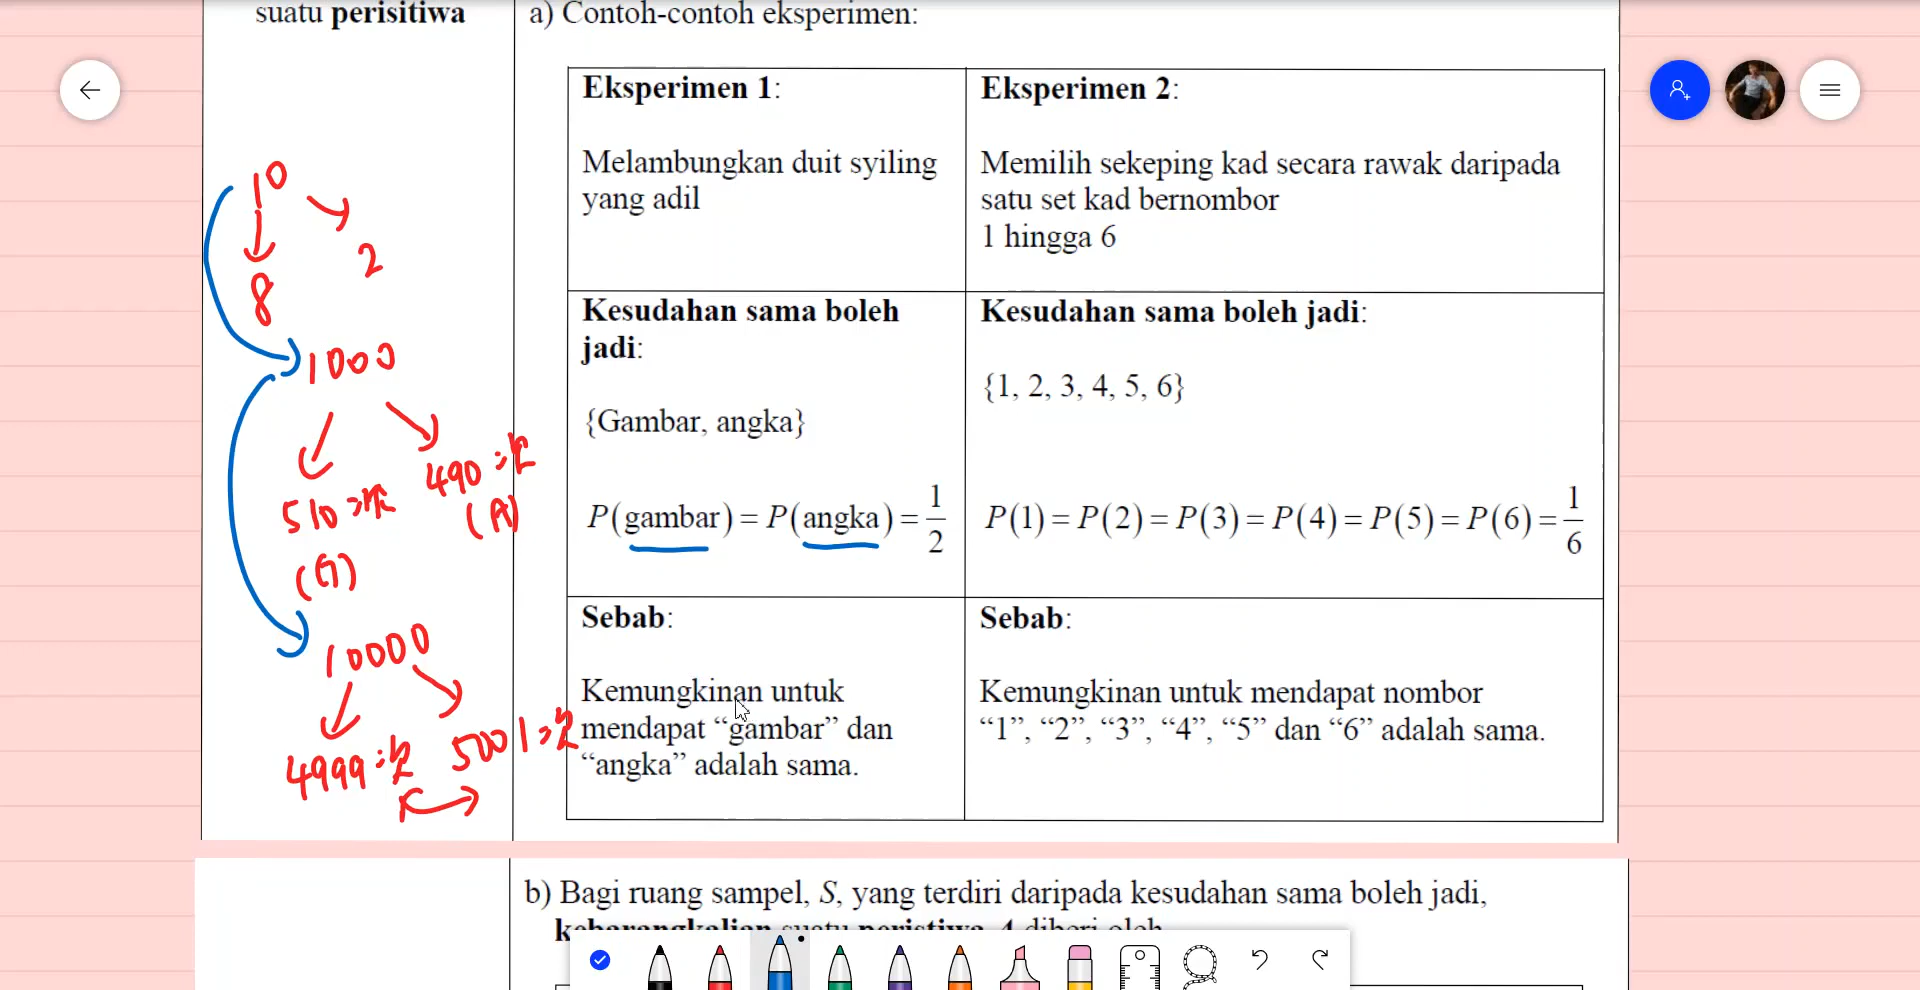 suatu perisitiwa
a) Contoh-contoh eksperimen:
Eksperimen 1:
Melambungkan duit syiling
yang adil
Eksperimen 2:
Memilih sekeping kad secara rawak daripada
satu set kad bernombor
1 hingga 6
Kesudahan sama boleh
jadi:
{Gambar, angka}
P(gambar) = P(angka) = 1/2
Kesudahan sama boleh jadi:
{1, 2, 3, 4, 5, 6}
P(1) = P(2) = P(3) = P(4) = P(5) = P(6) = 1/6
Sebab:
Kemungkinan untuk
mendapat “gambar” dan
“angka” adalah sama.
Sebab:
Kemungkinan untuk mendapat nombor
“1”, “2”, “3”, “4”, “5” dan “6” adalah sama.
10
8
2
1000
510
(G)
490
(A)
10000
4999
5001
b) Bagi ruang sampel, S, yang terdiri daripada kesudahan sama boleh jadi,
kebarangkalian suatu peristiwa A diberi oleh